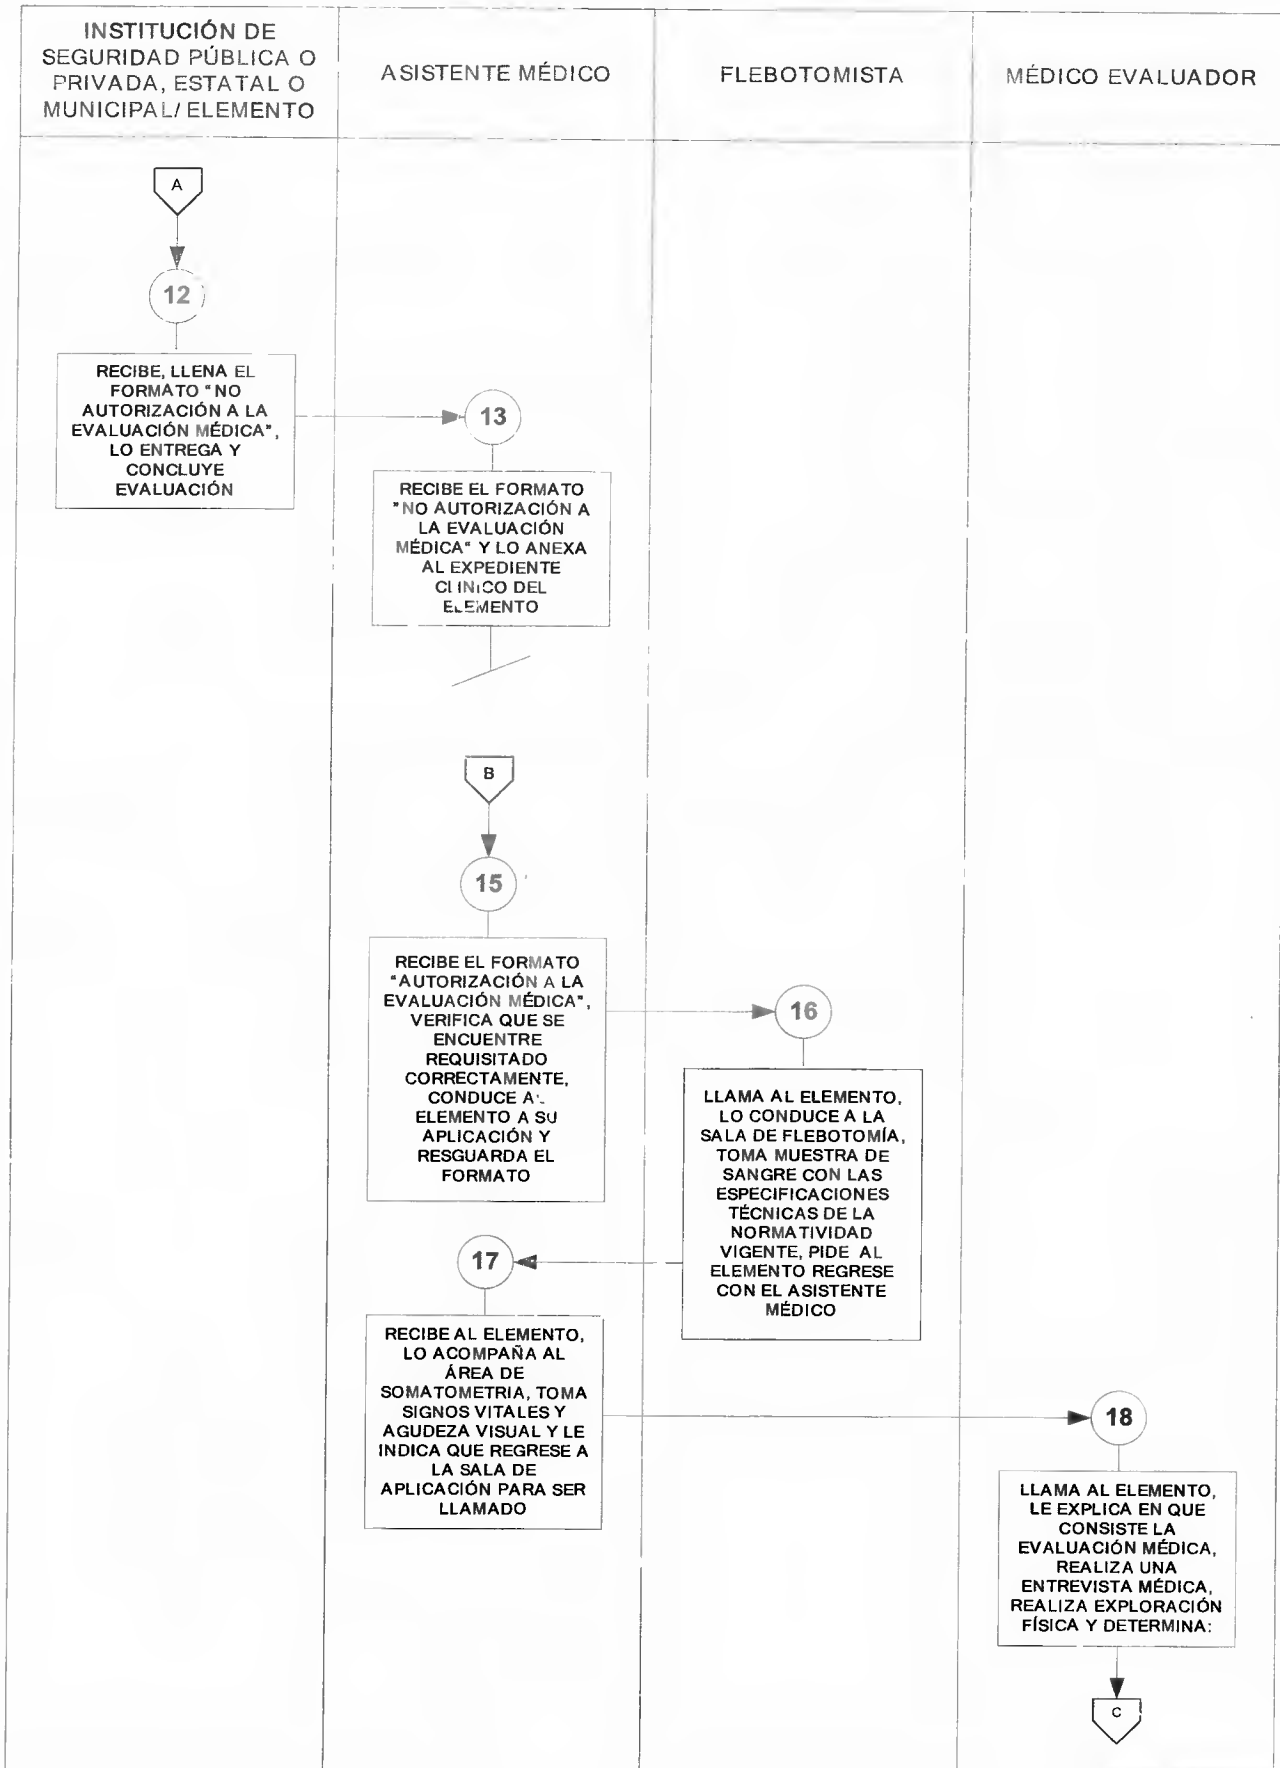 INSTITUCIÓN DE
SEGURIDAD PÚBLICA O
PRIVADA, ESTATAL O
MUNICIPAL/ ELEMENTO
ASISTENTE MÉDICO
FLEBOTOMISTA
MÉDICO EVALUADOR
A
12
RECIBE, LLENA EL
FORMATO "NO
AUTORIZACIÓN A LA
EVALUACIÓN MÉDICA",
LO ENTREGA Y
CONCLUYE
EVALUACIÓN
13
RECIBE EL FORMATO
"NO AUTORIZACIÓN A
LA EVALUACIÓN
MÉDICA" Y LO ANEXA
AL EXPEDIENTE
CLINICO DEL
ELEMENTO
B
15
RECIBE EL FORMATO
"AUTORIZACIÓN A LA
EVALUACIÓN MÉDICA",
VERIFICA QUE SE
ENCUENTRE
REQUISITADO
CORRECTAMENTE,
CONDUCE AL
ELEMENTO A SU
APLICACIÓN Y
RESGUARDA EL
FORMATO
16
LLAMA AL ELEMENTO,
LO CONDUCE A LA
SALA DE FLEBOTOMÍA,
TOMA MUESTRA DE
SANGRE CON LAS
ESPECIFICACIONES
TÉCNICAS DE LA
NORMATIVIDAD
VIGENTE, PIDE AL
ELEMENTO REGRESE
CON EL ASISTENTE
MÉDICO
17
RECIBE AL ELEMENTO,
LO ACOMPAÑA AL
ÁREA DE
SOMATOMETRIA, TOMA
SIGNOS VITALES Y
AGUDEZA VISUAL Y LE
INDICA QUE REGRESE A
LA SALA DE
APLICACIÓN PARA SER
LLAMADO
18
LLAMA AL ELEMENTO,
LE EXPLICA EN QUE
CONSISTE LA
EVALUACIÓN MÉDICA,
REALIZA UNA
ENTREVISTA MÉDICA,
REALIZA EXPLORACIÓN
FÍSICA Y DETERMINA:
C